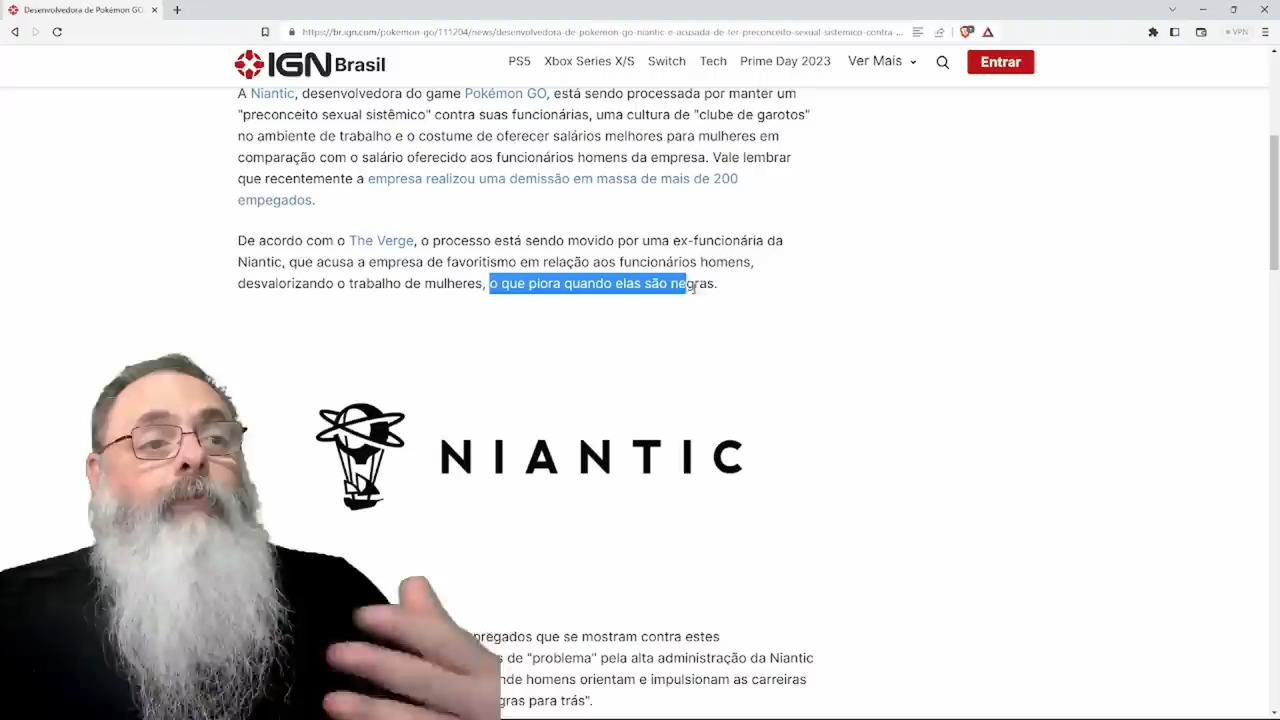 Desenvolvedora de Pokémon GO
https://br.ign.com/pokemon-go/111204/news/desenvolvedora-de-pokemon-go-niantic-e-acusada-de-ter-preconceito-sexual-sistemico-contra-...
VPN
IGN Brasil
PS5 Xbox Series X/S Switch Tech Prime Day 2023 Ver Mais Entrar
A Niantic, desenvolvedora do game Pokémon GO, está sendo processada por manter um
"preconceito sexual sistêmico" contra suas funcionárias, uma cultura de "clube de garotos"
no ambiente de trabalho e o costume de oferecer salários melhores para mulheres em
comparação com o salário oferecido aos funcionários homens da empresa. Vale lembrar
que recentemente a empresa realizou uma demissão em massa de mais de 200
empegados.
De acordo com o The Verge, o processo está sendo movido por uma ex-funcionária da
Niantic, que acusa a empresa de favoritismo em relação aos funcionários homens,
desvalorizando o trabalho de mulheres, o que piora quando elas são negras.
NIANTIC
pregados que se mostram contra estes
s de "problema" pela alta administração da Niantic
nde homens orientam e impulsionam as carreiras
gras para trás".